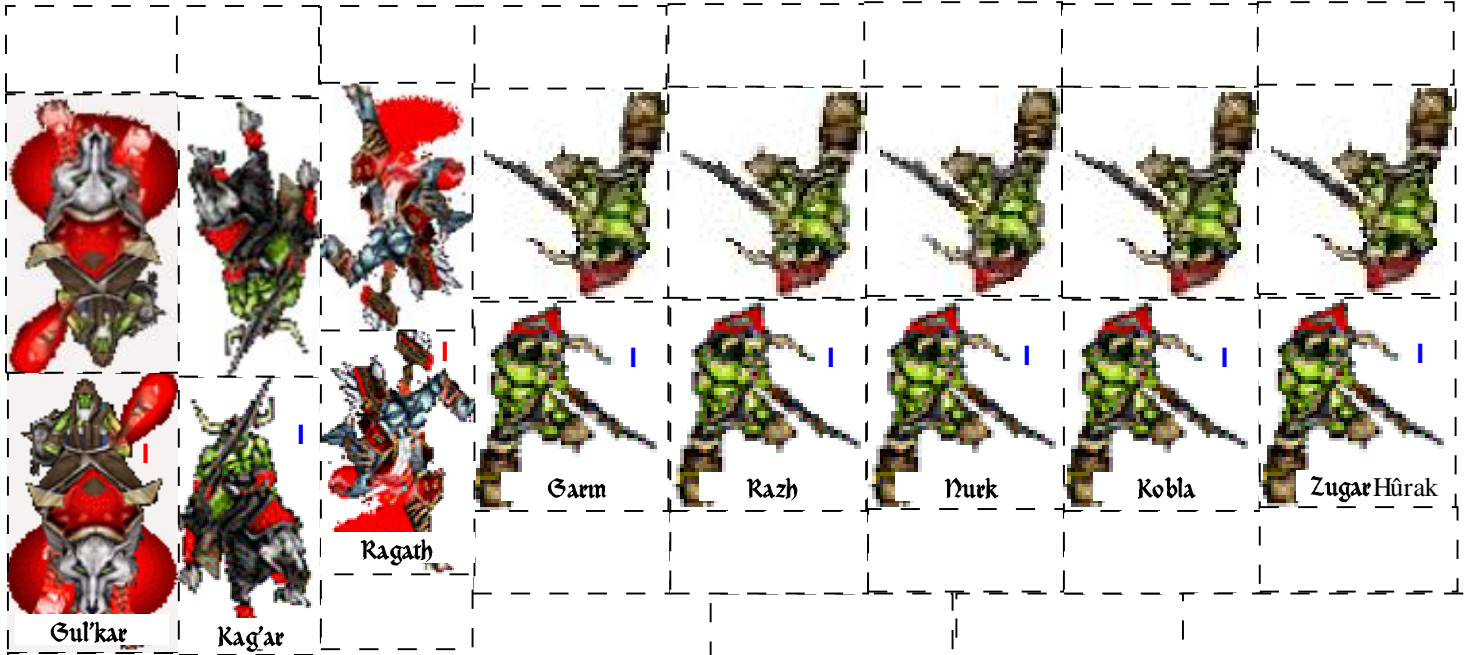 Gul'kar
Kag'ar
Ragath
Garm
Razh
Nurk
Kobla
Zugar Hûrak